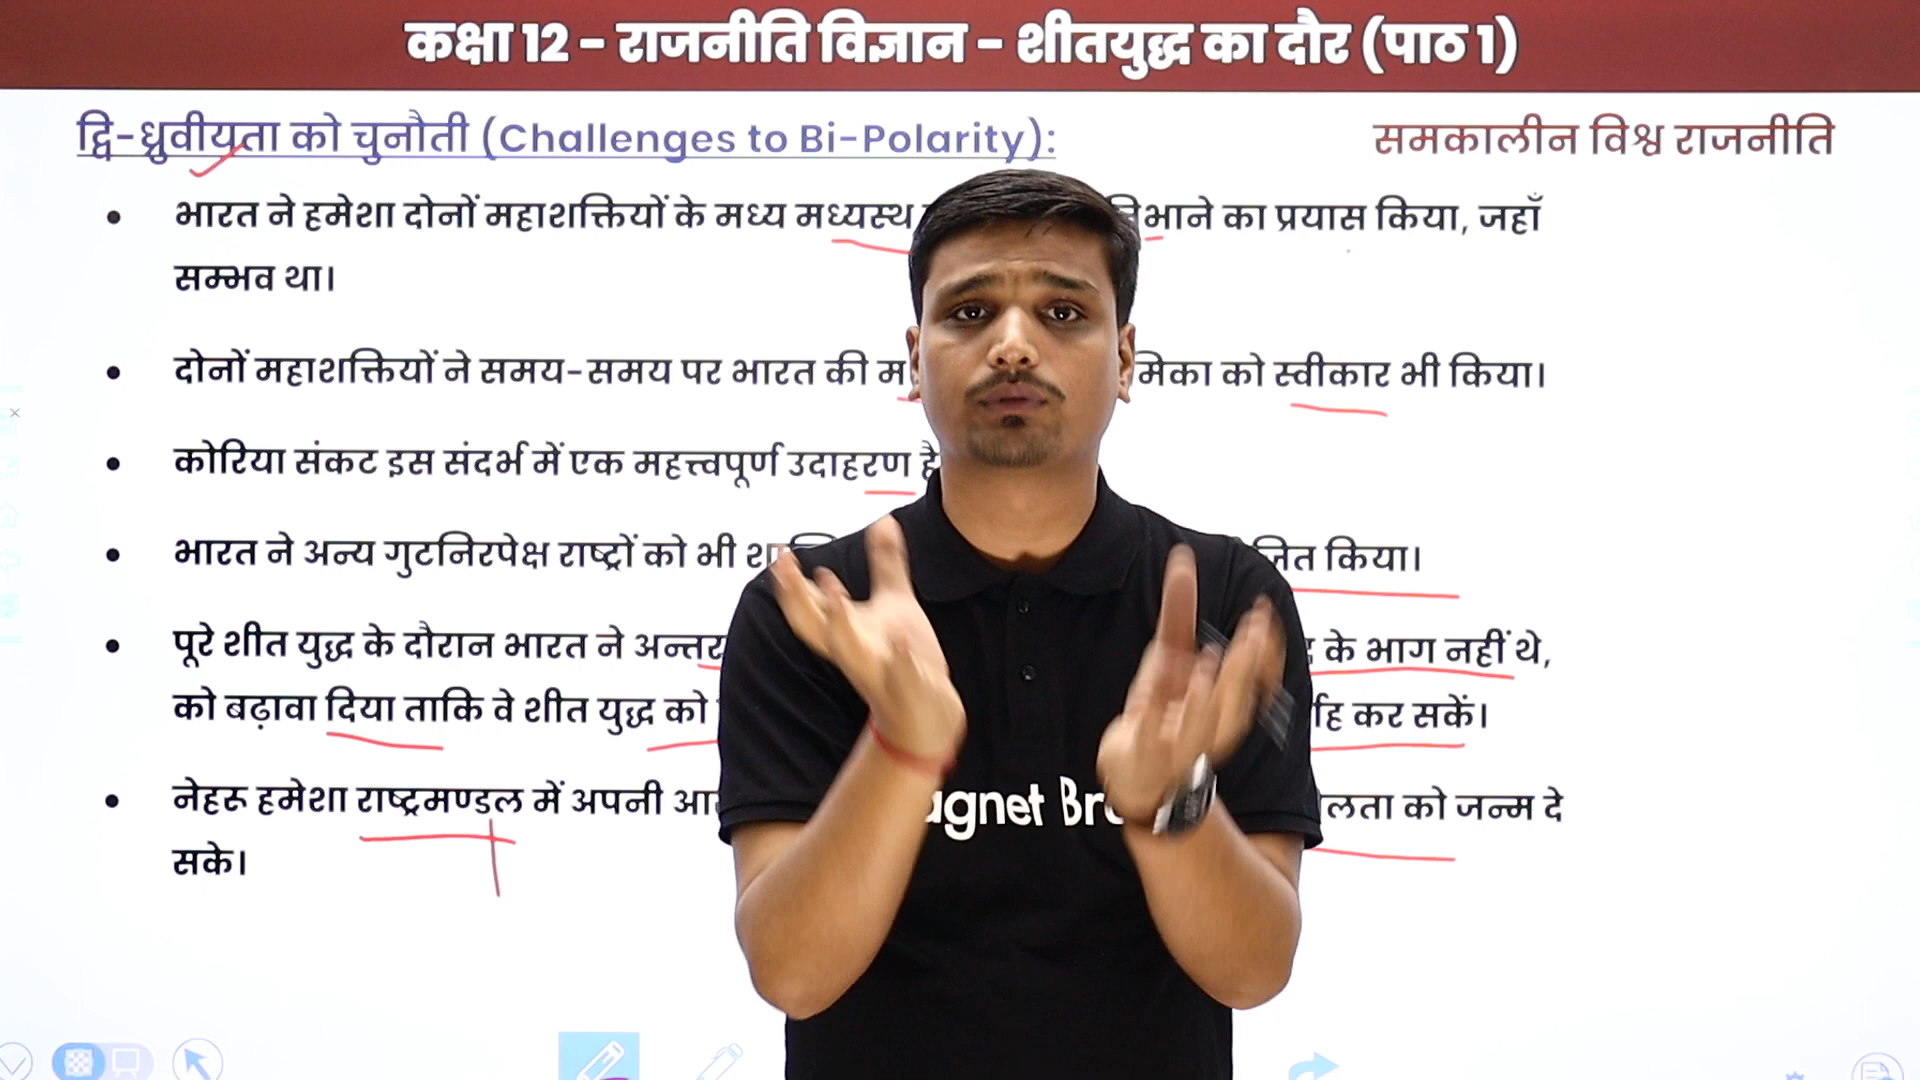 कक्षा 12 - राजनीति विज्ञान - शीतयुद्ध का दौर (पाठ 1)
द्वि-ध्रुवीयता को चुनौती (Challenges to Bi-Polarity):
समकालीन विश्व राजनीति
• भारत ने हमेशा दोनों महाशक्तियों के मध्य मध्यस्थ का प्रयास किया, जहाँ
सम्भव था।
• दोनों महाशक्तियों ने समय-समय पर भारत की को स्वीकार भी किया।
• कोरिया संकट इस संदर्भ में एक महत्त्वपूर्ण उदाहरण है
• भारत ने अन्य गुटनिरपेक्ष राष्ट्रों को भी किया।
• पूरे शीत युद्ध के दौरान भारत ने के भाग नहीं थे,
को बढ़ावा दिया ताकि वे शीत युद्ध को कर सकें।
• नेहरू हमेशा राष्ट्रमण्डल में अपनी को जन्म दे
सके।
agnet Br